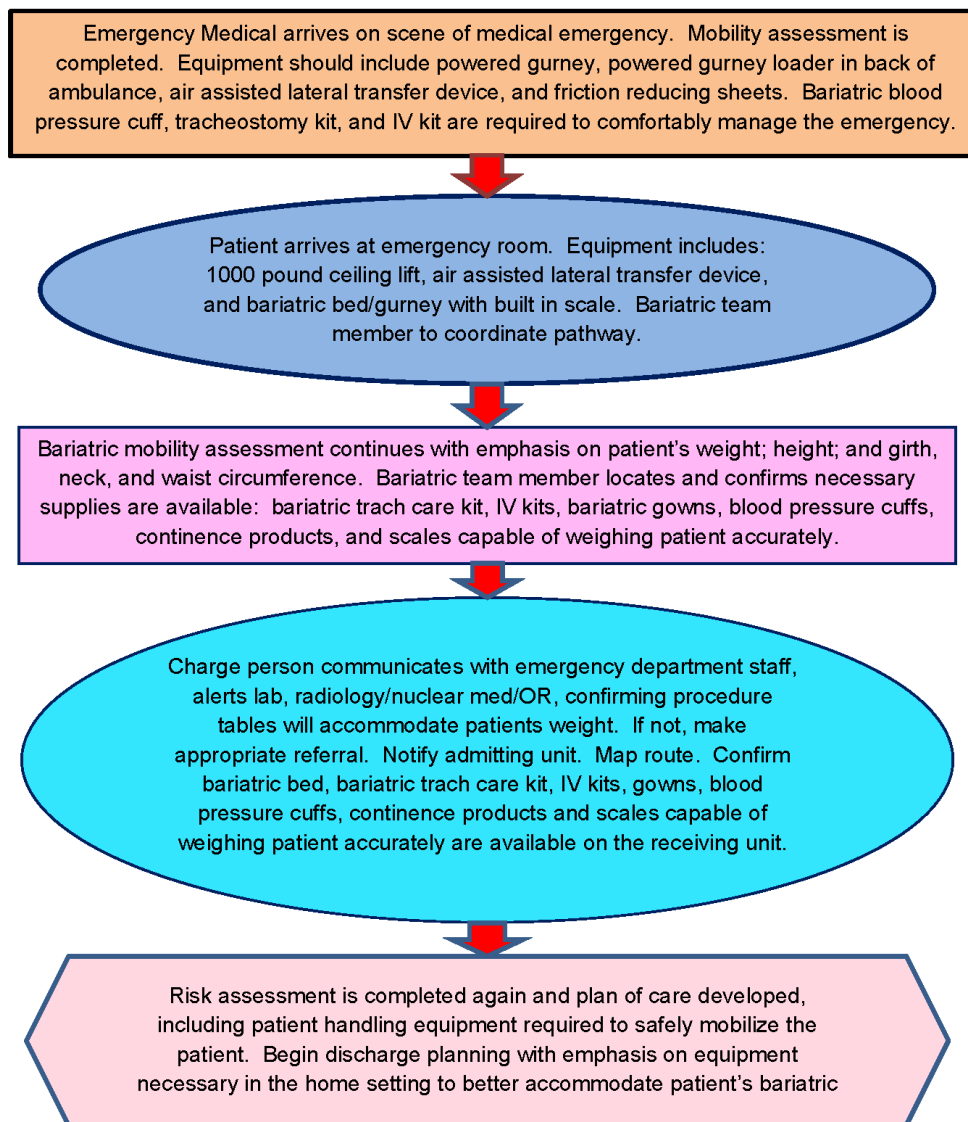 Emergency Medical arrives on scene of medical emergency.  Mobility assessment is
completed.  Equipment should include powered gurney, powered gurney loader in back of
ambulance, air assisted lateral transfer device, and friction reducing sheets.  Bariatric blood
pressure cuff, tracheostomy kit, and IV kit are required to comfortably manage the emergency.
Patient arrives at emergency room.  Equipment includes:
1000 pound ceiling lift, air assisted lateral transfer device,
and bariatric bed/gurney with built in scale.  Bariatric team
member to coordinate pathway.
Bariatric mobility assessment continues with emphasis on patient’s weight; height; and girth,
neck, and waist circumference.  Bariatric team member locates and confirms necessary
supplies are available:  bariatric trach care kit, IV kits, bariatric gowns, blood pressure cuffs,
continence products, and scales capable of weighing patient accurately.
Charge person communicates with emergency department staff,
alerts lab, radiology/nuclear med/OR, confirming procedure
tables will accommodate patients weight.  If not, make
appropriate referral.  Notify admitting unit.  Map route.  Confirm
bariatric bed, bariatric trach care kit, IV kits, gowns, blood
pressure cuffs, continence products and scales capable of
weighing patient accurately are available on the receiving unit.
Risk assessment is completed again and plan of care developed,
including patient handling equipment required to safely mobilize the
patient.  Begin discharge planning with emphasis on equipment
necessary in the home setting to better accommodate patient’s bariatric